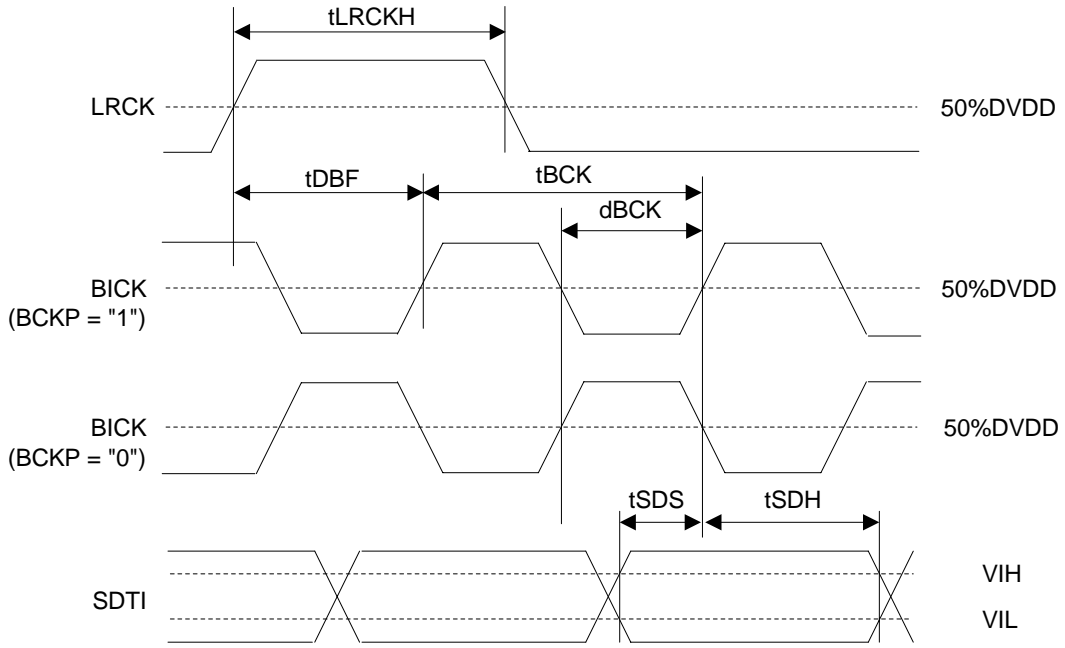 tLRCKH
LRCK
50%DVDD
tDBF
tBCK
dBCK
BICK
(BCKP = "1")
50%DVDD
BICK
(BCKP = "0")
50%DVDD
tSDS
tSDH
SDTI
VIH
VIL